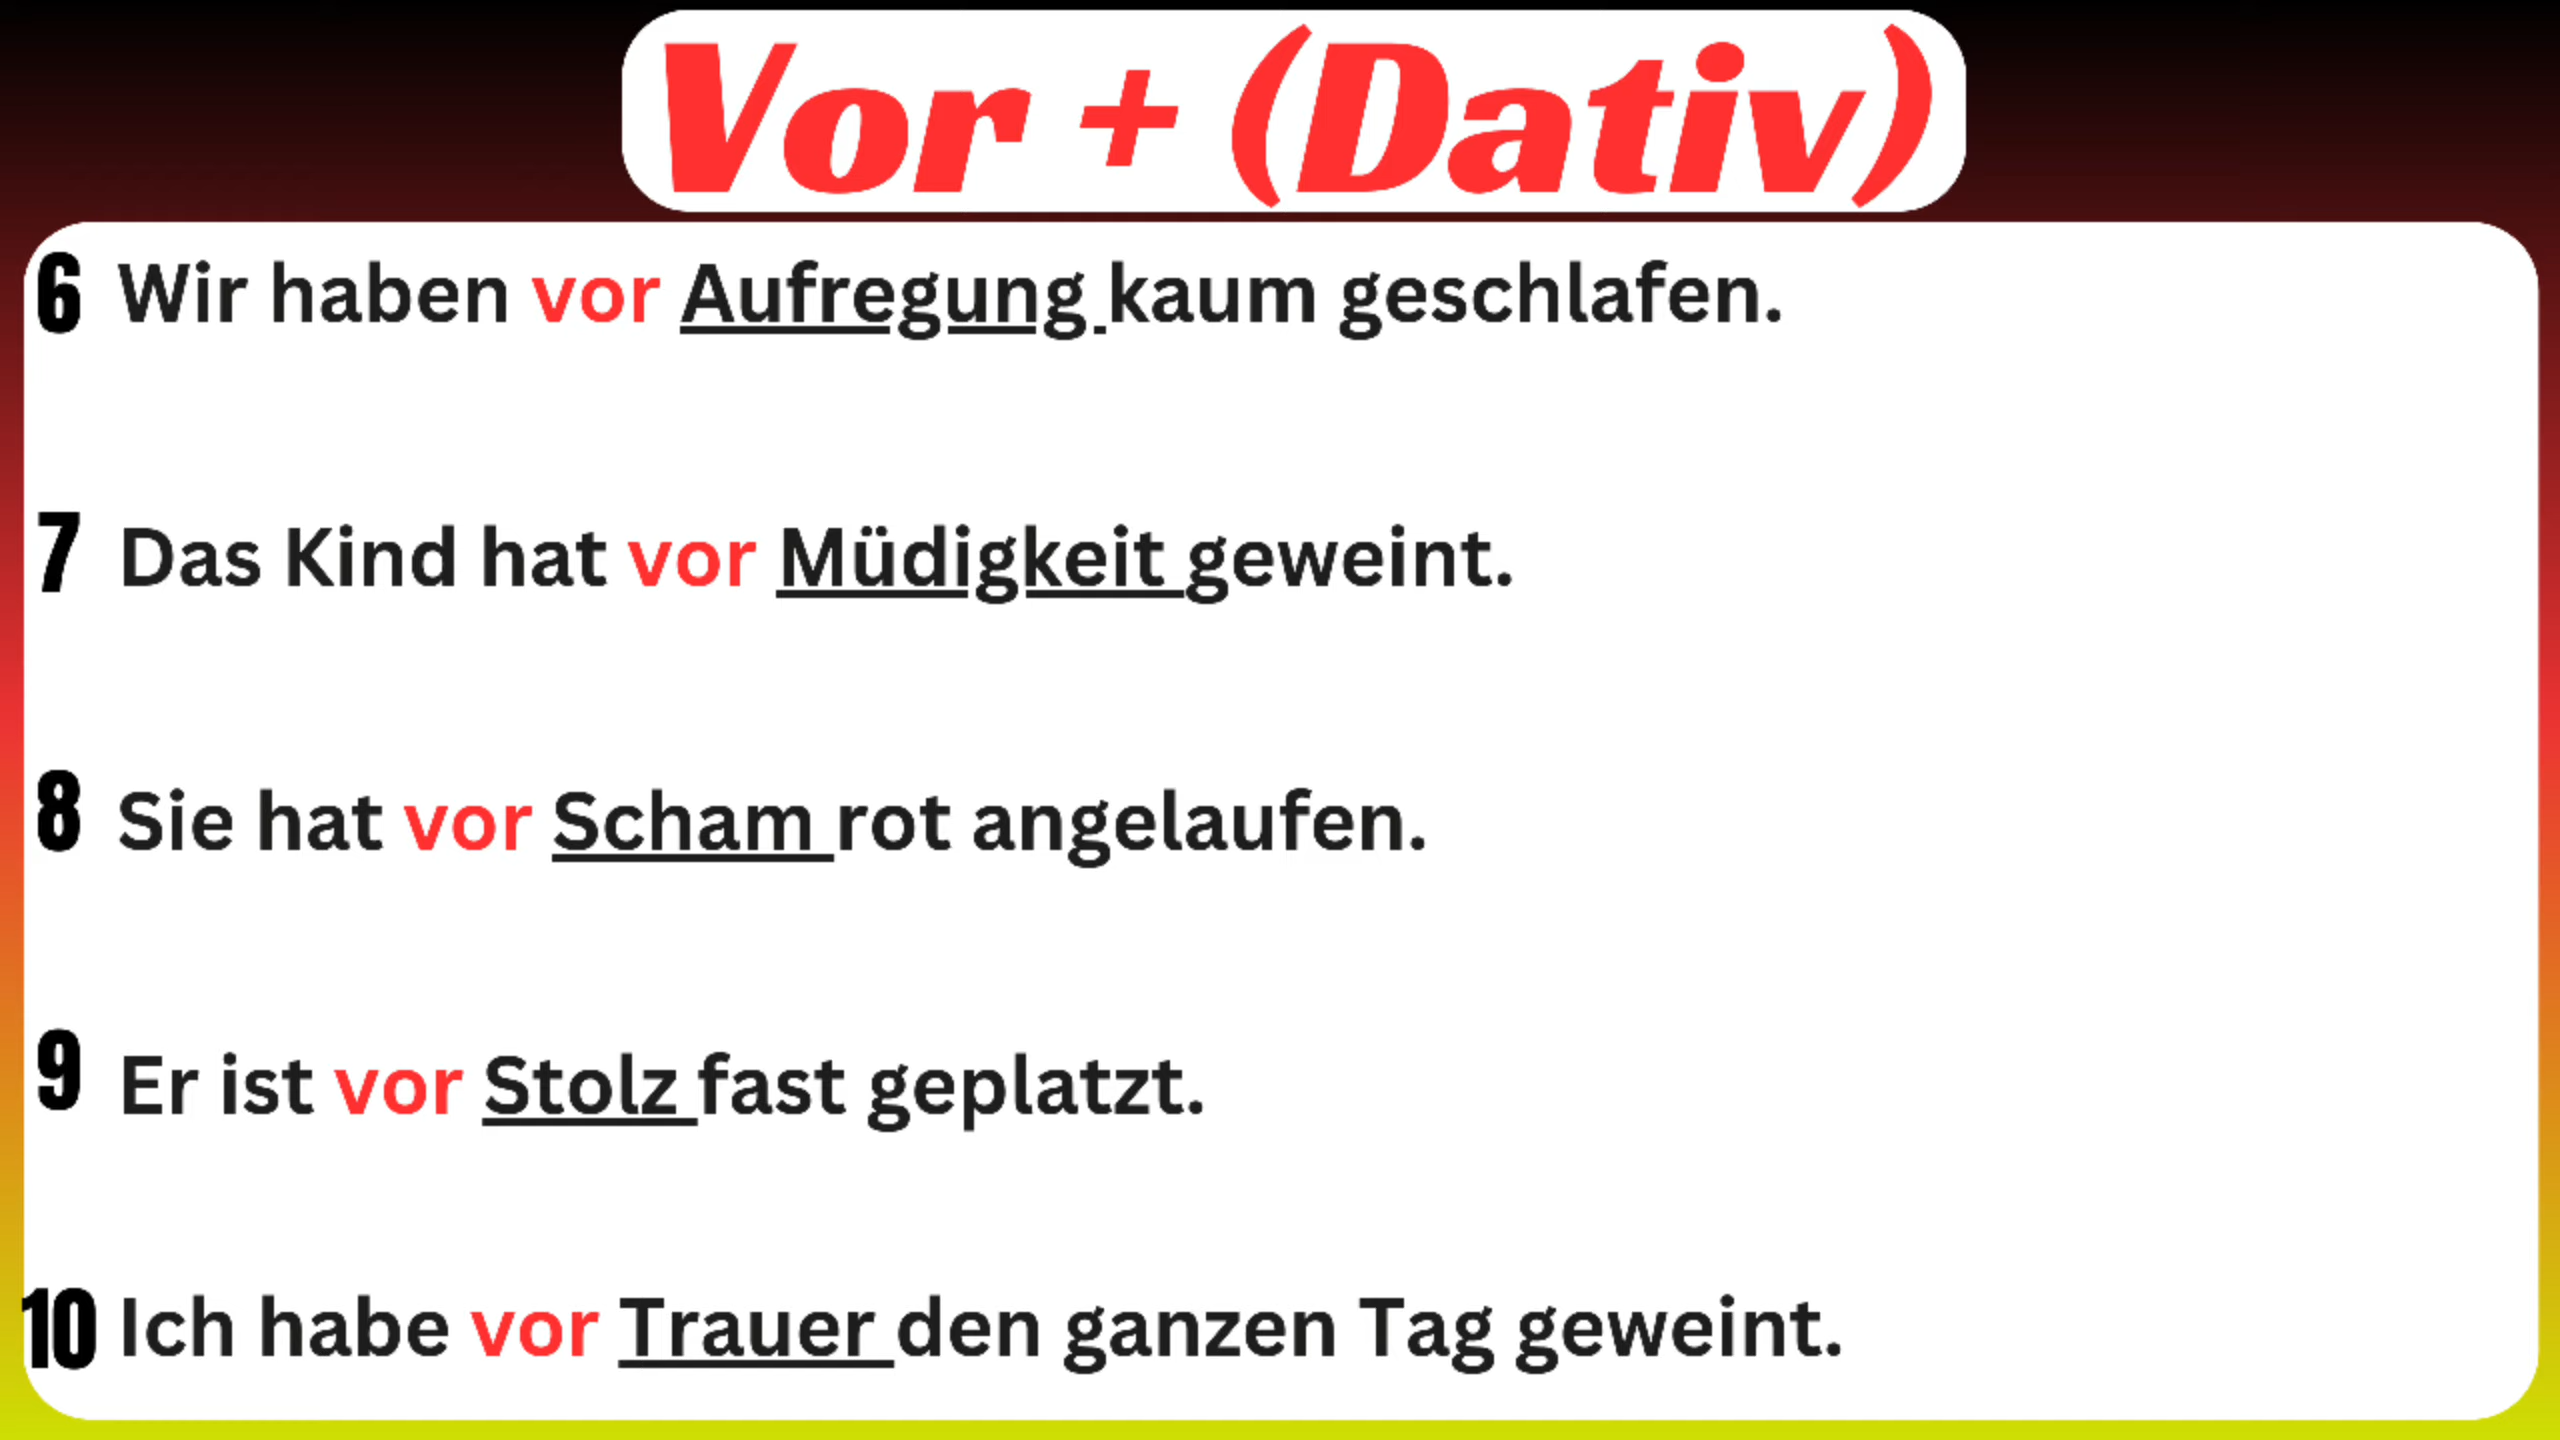 Vor + (Dativ)
6 Wir haben vor Aufregung kaum geschlafen.
7 Das Kind hat vor Müdigkeit geweint.
8 Sie hat vor Scham rot angelaufen.
9 Er ist vor Stolz fast geplatzt.
10 Ich habe vor Trauer den ganzen Tag geweint.